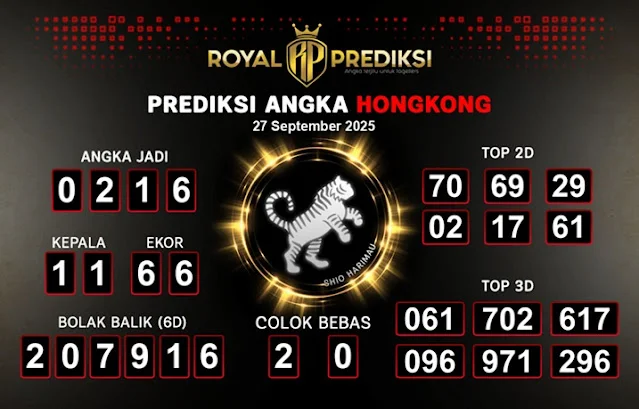 ROYAL RP PREDIKSI
Angka Jegitu untuk togelers
PREDIKSI ANGKA HONGKONG
27 September 2025
ANGKA JADI
0 2 1 6
KEPALA EKOR
1 1 6 6
BOLAK BALIK (6D)
2 0 7 9 1 6
SHIO HARIMAU
COLOK BEBAS
2 0
TOP 2D
70 69 29
02 17 61
TOP 3D
061 702 617
096 971 296